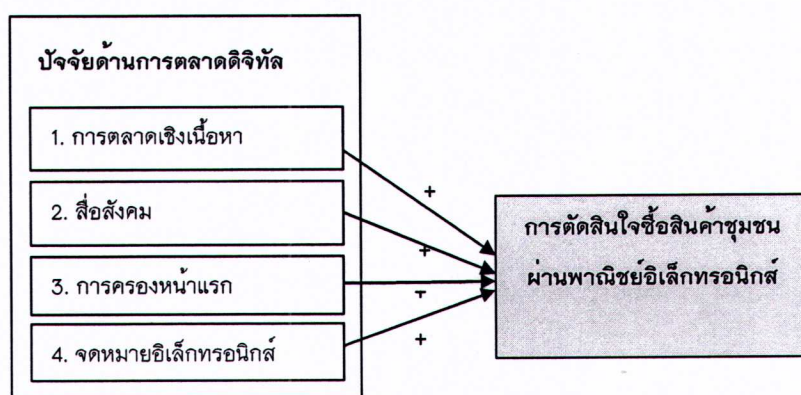 ปัจจัยด้านการตลาดดิจิทัล
1. การตลาดเชิงเนื้อหา
2. สื่อสังคม
3. การครองหน้าแรก
4. จดหมายอิเล็กทรอนิกส์
+
+
-
+
การตัดสินใจซื้อสินค้าชุมชน
ผ่านพาณิชย์อิเล็กทรอนิกส์